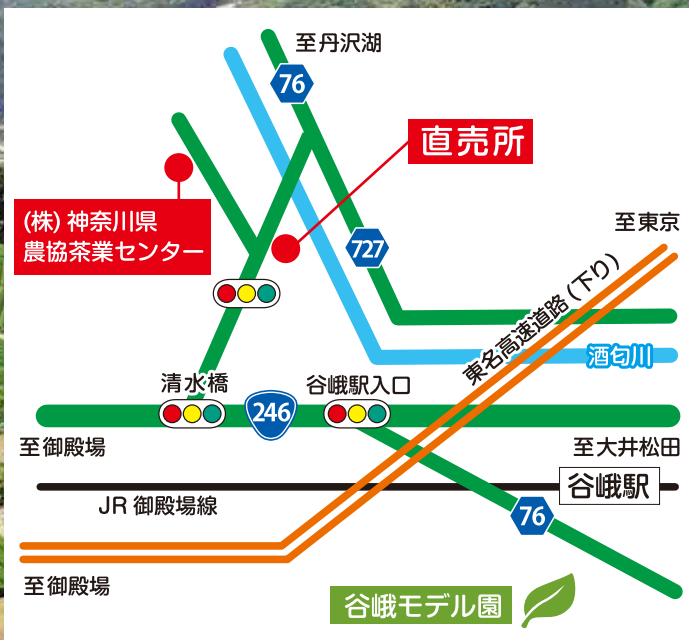 至丹沢湖
76
直売所
(株)神奈川県
農協茶業センター
至東京
727
東名高速道路(下り)
酒匂川
清水橋
246
谷峨駅入口
至御殿場
至大井松田
谷峨駅
JR御殿場線
76
至御殿場
谷峨モデル園